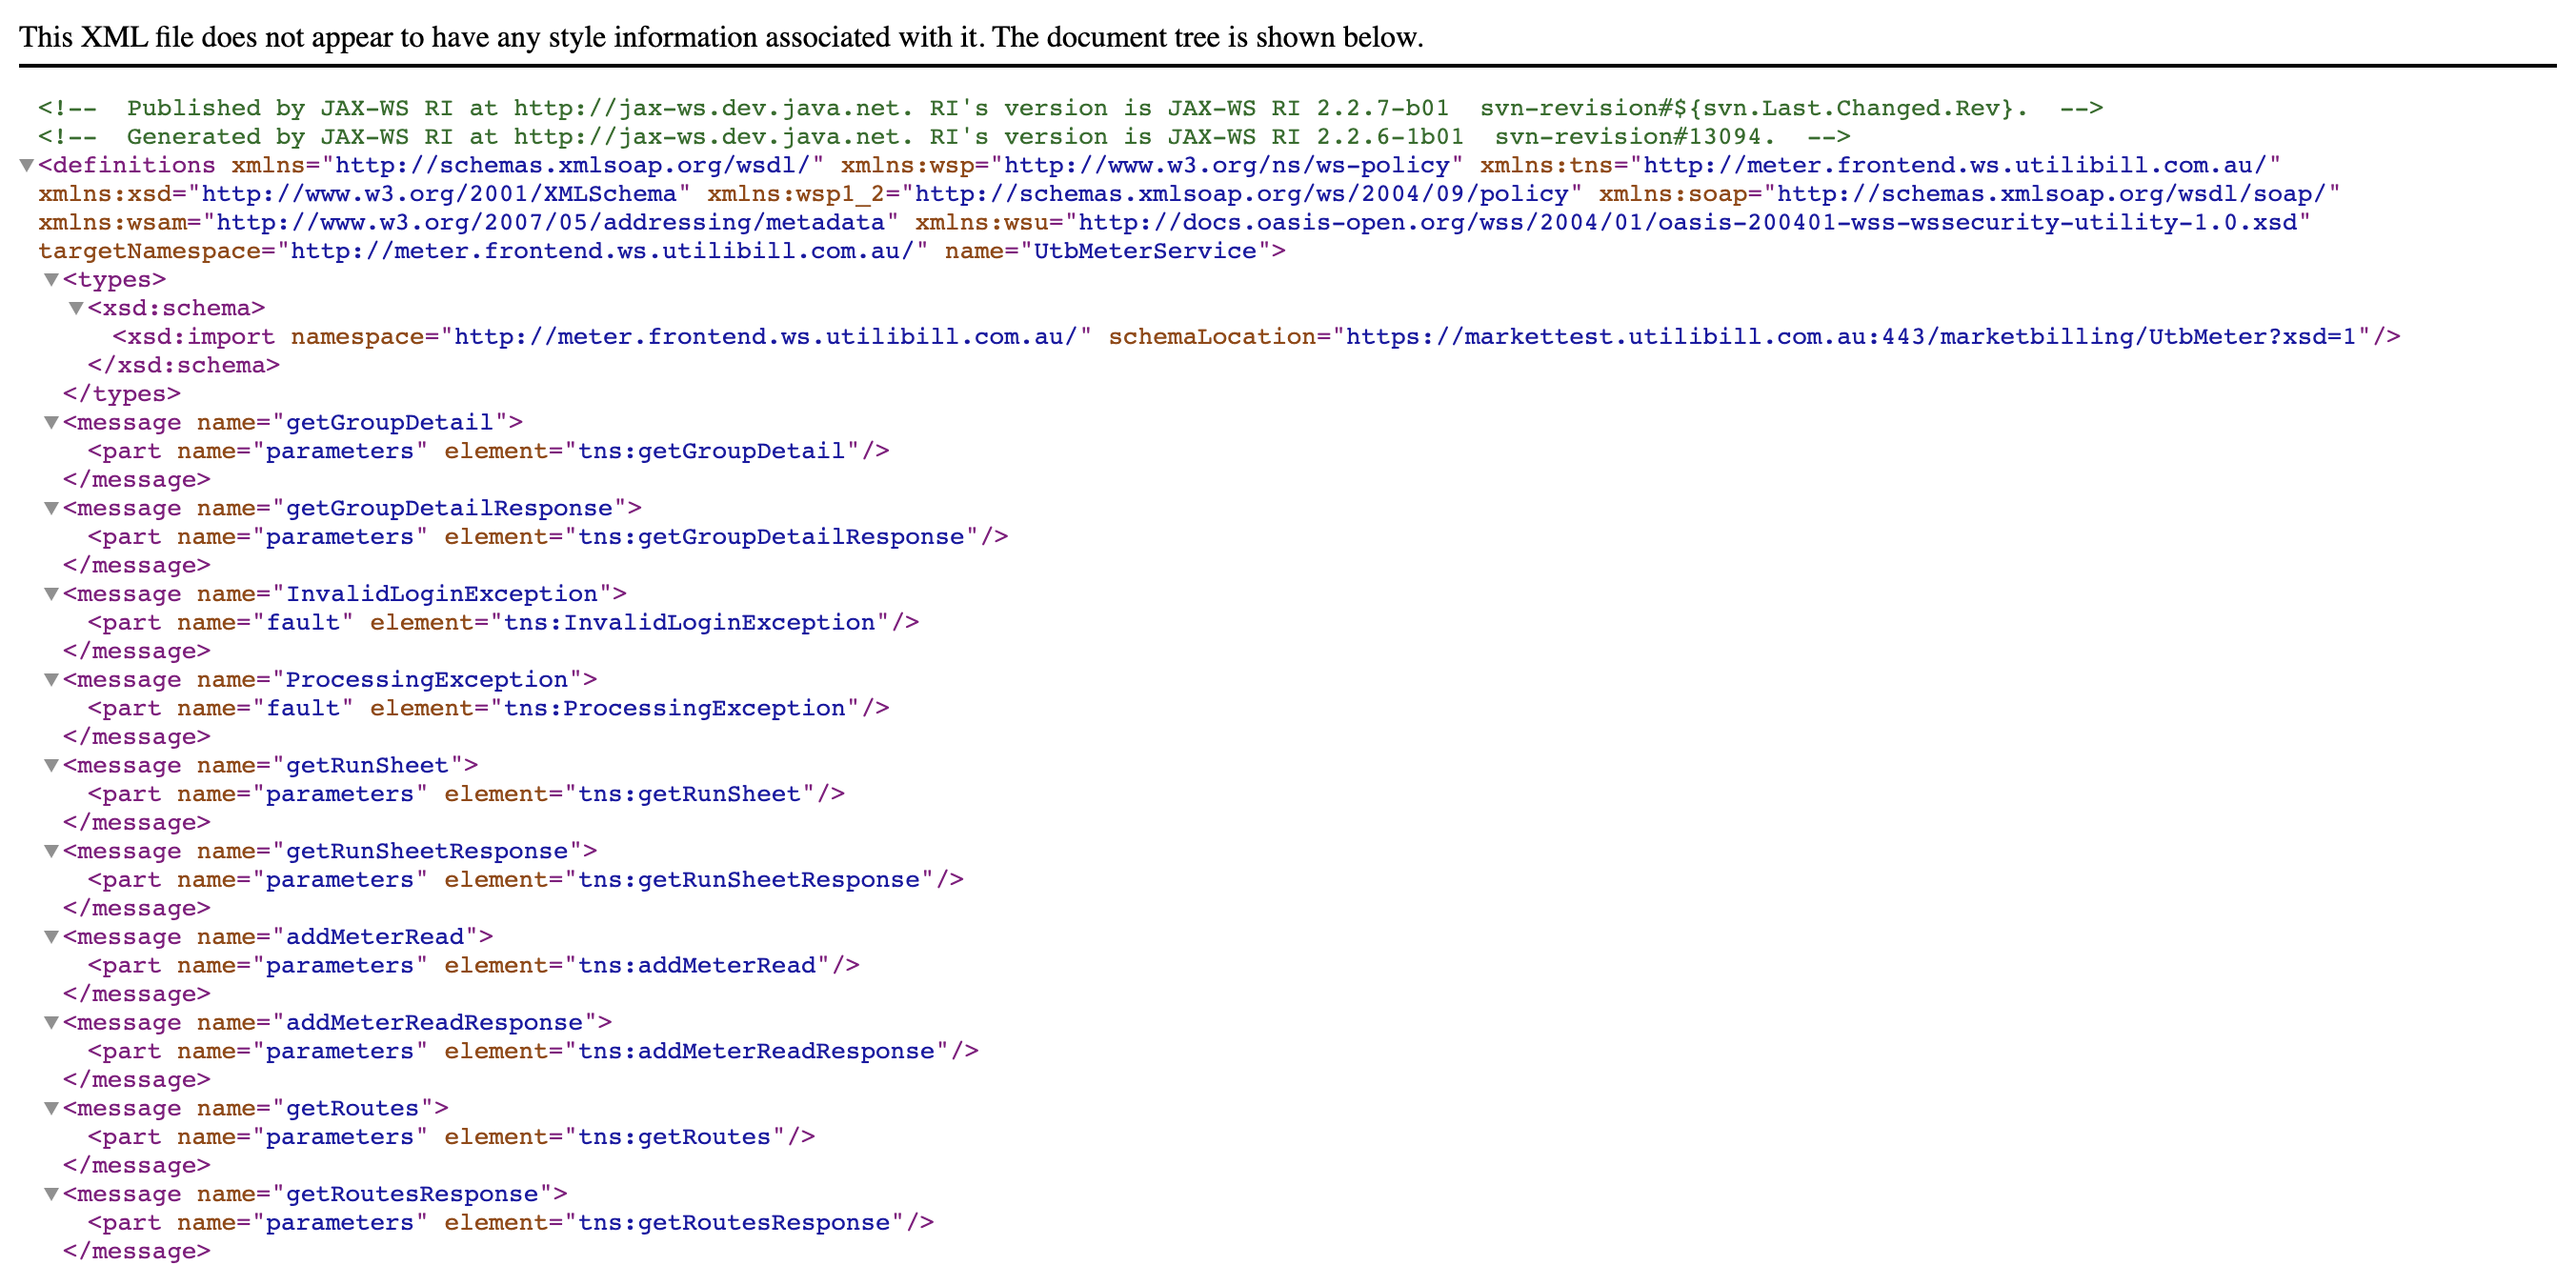 This XML file does not appear to have any style information associated with it. The document tree is shown below.
<!--  Published by JAX-WS RI at http://jax-ws.dev.java.net. RI's version is JAX-WS RI 2.2.7-b01  svn-revision#${svn.Last.Changed.Rev}.  -->
<!--  Generated by JAX-WS RI at http://jax-ws.dev.java.net. RI's version is JAX-WS RI 2.2.6-1b01  svn-revision#13094.  -->
▼<definitions xmlns="http://schemas.xmlsoap.org/wsdl/" xmlns:wsp="http://www.w3.org/ns/ws-policy" xmlns:tns="http://meter.frontend.ws.utilibill.com.au/"
xmlns:xsd="http://www.w3.org/2001/XMLSchema" xmlns:wsp1_2="http://schemas.xmlsoap.org/ws/2004/09/policy" xmlns:soap="http://schemas.xmlsoap.org/wsdl/soap/"
xmlns:wsam="http://www.w3.org/2007/05/addressing/metadata" xmlns:wsu="http://docs.oasis-open.org/wss/2004/01/oasis-200401-wss-wssecurity-utility-1.0.xsd"
targetNamespace="http://meter.frontend.ws.utilibill.com.au/" name="UtbMeterService">
▼<types>
▼<xsd:schema>
<xsd:import namespace="http://meter.frontend.ws.utilibill.com.au/" schemaLocation="https://markettest.utilibill.com.au:443/marketbilling/UtbMeter?xsd=1"/>
</xsd:schema>
</types>
▼<message name="getGroupDetail">
<part name="parameters" element="tns:getGroupDetail"/>
</message>
▼<message name="getGroupDetailResponse">
<part name="parameters" element="tns:getGroupDetailResponse"/>
</message>
▼<message name="InvalidLoginException">
<part name="fault" element="tns:InvalidLoginException"/>
</message>
▼<message name="ProcessingException">
<part name="fault" element="tns:ProcessingException"/>
</message>
▼<message name="getRunSheet">
<part name="parameters" element="tns:getRunSheet"/>
</message>
▼<message name="getRunSheetResponse">
<part name="parameters" element="tns:getRunSheetResponse"/>
</message>
▼<message name="addMeterRead">
<part name="parameters" element="tns:addMeterRead"/>
</message>
▼<message name="addMeterReadResponse">
<part name="parameters" element="tns:addMeterReadResponse"/>
</message>
▼<message name="getRoutes">
<part name="parameters" element="tns:getRoutes"/>
</message>
▼<message name="getRoutesResponse">
<part name="parameters" element="tns:getRoutesResponse"/>
</message>